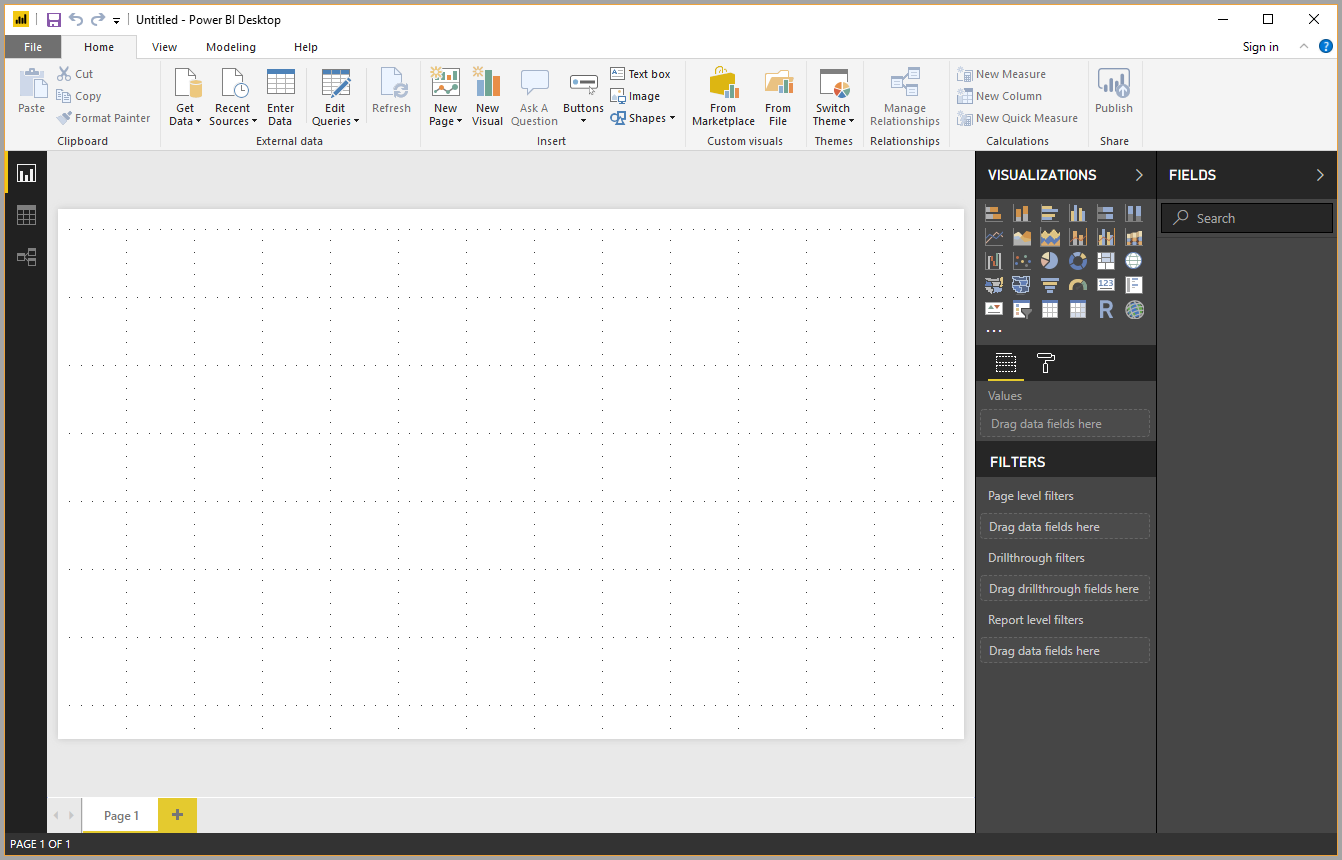 Untitled - Power BI Desktop
File
Home
View
Modeling
Help
Sign in
?
Paste
Cut
Copy
Format Painter
Clipboard
Get
Data
Recent
Sources
Enter
Data
Edit
Queries
Refresh
External data
New
Page
New
Visual
Ask A
Question
Buttons
Text box
Image
Shapes
Insert
From
Marketplace
From
File
Custom visuals
Switch
Theme
Themes
Manage
Relationships
Relationships
New Measure
New Column
New Quick Measure
Calculations
Publish
Share
VISUALIZATIONS
123
R
...
Values
Drag data fields here
FILTERS
Page level filters
Drag data fields here
Drillthrough filters
Drag drillthrough fields here
Report level filters
Drag data fields here
FIELDS
Search
Page 1
+
PAGE 1 OF 1